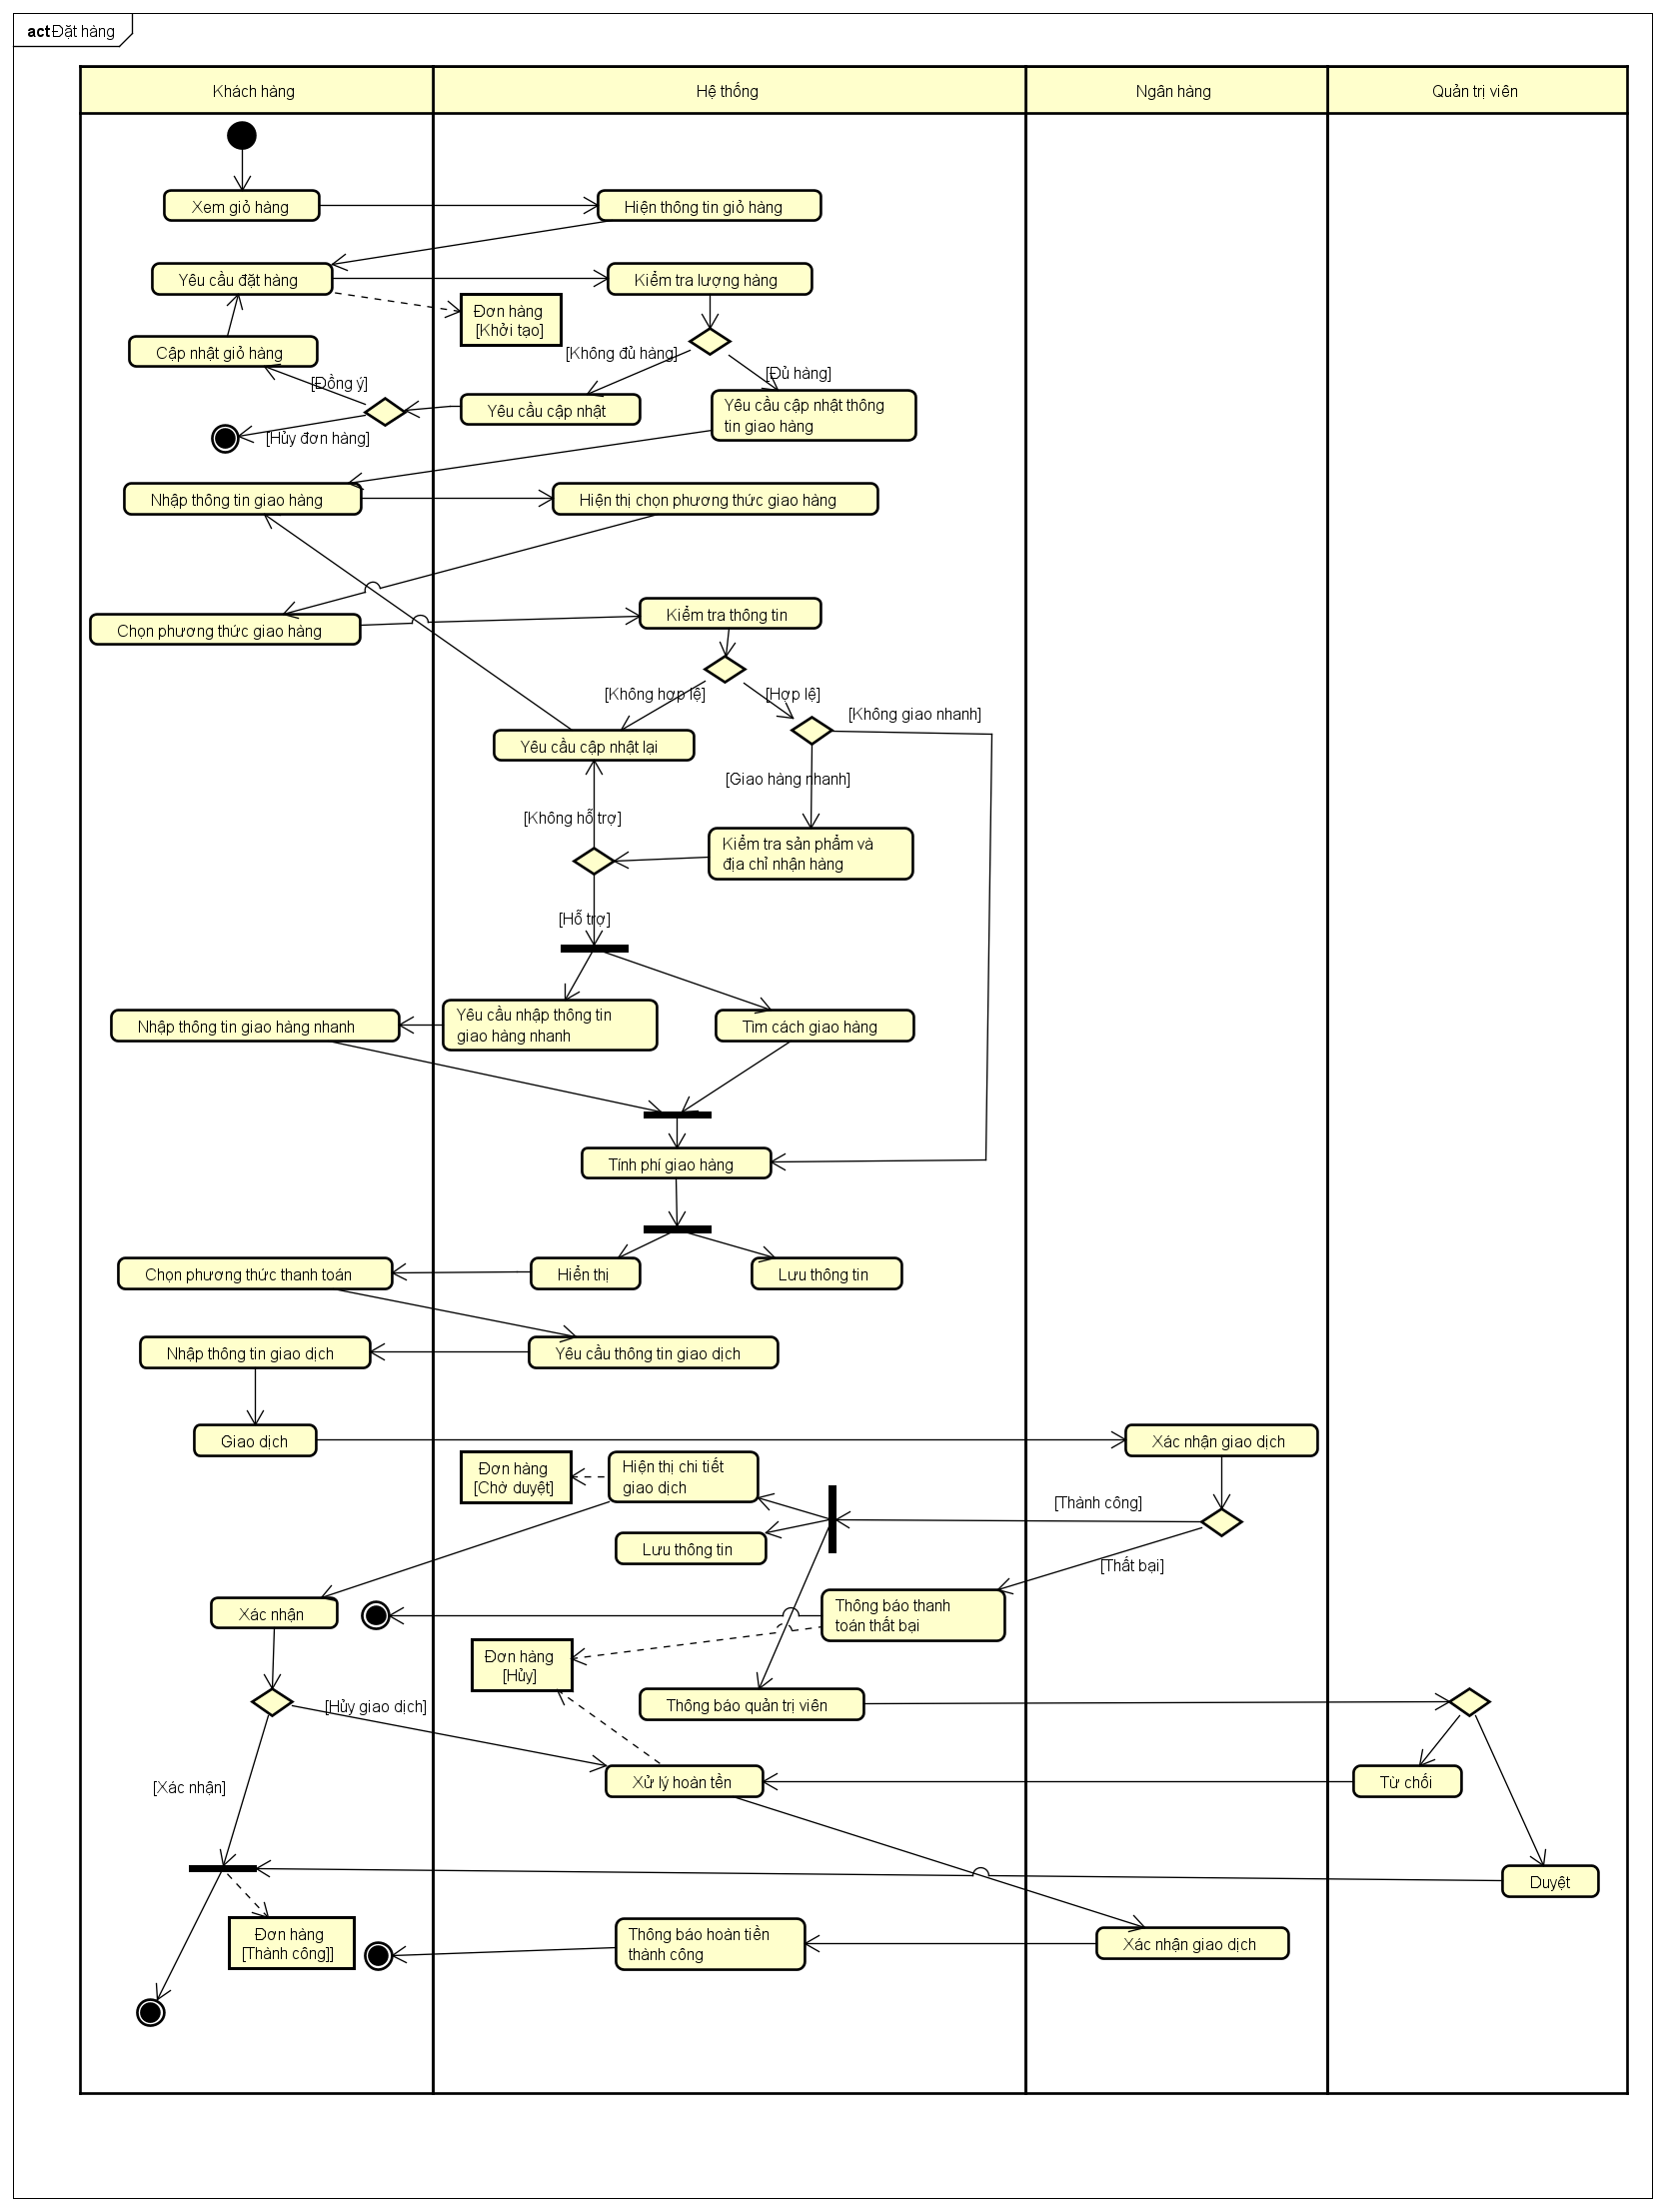 act Đặt hàng
Khách hàng
Hệ thống
Ngân hàng
Quản trị viên
Xem giỏ hàng
Hiện thông tin giỏ hàng
Yêu cầu đặt hàng
Kiểm tra lượng hàng
Đơn hàng
[Khởi tạo]
Cập nhật giỏ hàng
[Không đủ hàng]
[Đủ hàng]
[Đồng ý]
Yêu cầu cập nhật
Yêu cầu cập nhật thông
tin giao hàng
[Hủy đơn hàng]
Nhập thông tin giao hàng
Hiện thị chọn phương thức giao hàng
Chọn phương thức giao hàng
Kiểm tra thông tin
[Không hợp lệ]
[Hợp lệ]
[Không giao nhanh]
Yêu cầu cập nhật lại
[Giao hàng nhanh]
[Không hỗ trợ]
Kiểm tra sản phẩm và
địa chỉ nhận hàng
[Hỗ trợ]
Nhập thông tin giao hàng nhanh
Yêu cầu nhập thông tin
giao hàng nhanh
Tìm cách giao hàng
Tính phí giao hàng
Chọn phương thức thanh toán
Hiển thị
Lưu thông tin
Nhập thông tin giao dịch
Yêu cầu thông tin giao dịch
Giao dịch
Xác nhận giao dịch
Đơn hàng
[Chờ duyệt]
Hiện thị chi tiết
giao dịch
[Thành công]
Lưu thông tin
[Thất bại]
Xác nhận
Thông báo thanh
toán thất bại
Đơn hàng
[Hủy]
[Hủy giao dịch]
Thông báo quản trị viên
Xử lý hoàn tền
Từ chối
[Xác nhận]
Duyệt
Đơn hàng
[Thành công]]
Thông báo hoàn tiền
thành công
Xác nhận giao dịch